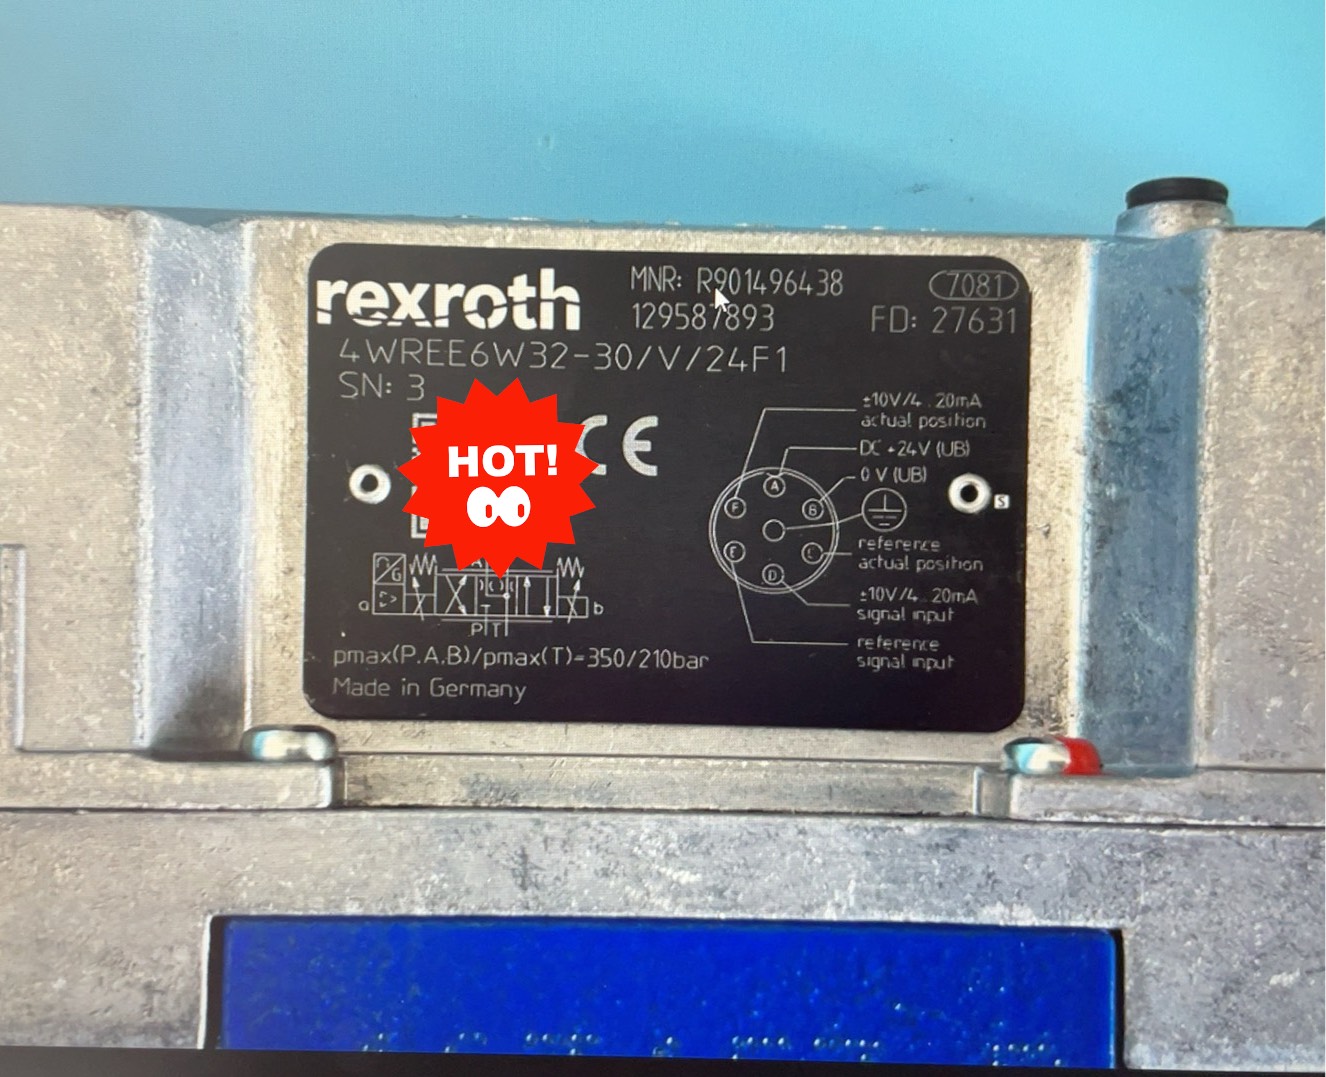 rexroth
MNR: R901496438
7081
129587893
FD: 27631
4WREE6W32-30/V/24F1
SN: 3
HOT!
CE
±10V/4..20mA
actual position
DC +24V (UB)
0 V (UB)
A
F
B
E
C
D
S
reference
actual position
±10V/4..20mA
signal input
reference
signal input
G
A
a
b
P T
pmax(P.A.B)/pmax(T)=350/210bar
Made in Germany